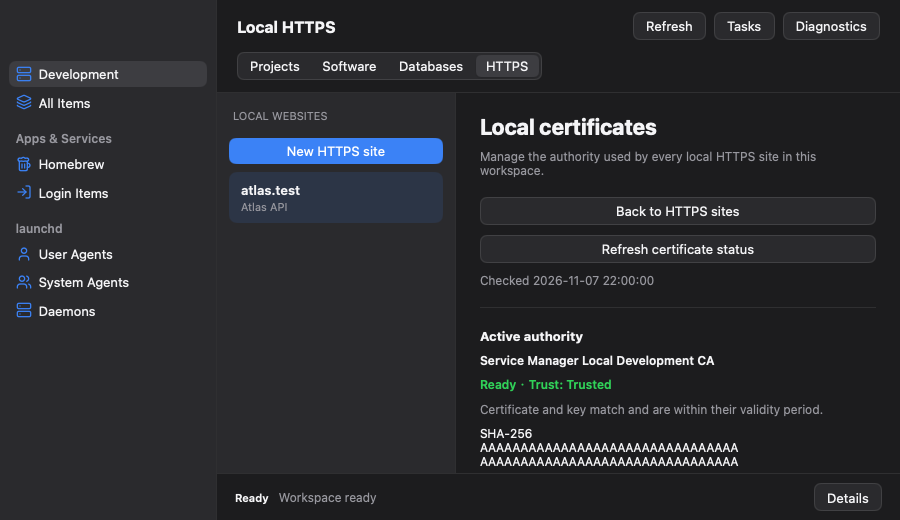 Local HTTPS
Refresh
Tasks
Diagnostics
Projects
Software
Databases
HTTPS
Development
All Items
Apps & Services
Homebrew
Login Items
launchd
User Agents
System Agents
Daemons
LOCAL WEBSITES
New HTTPS site
atlas.test
Atlas API
Local certificates
Manage the authority used by every local HTTPS site in this
workspace.
Back to HTTPS sites
Refresh certificate status
Checked 2026-11-07 22:00:00
Active authority
Service Manager Local Development CA
Ready · Trust: Trusted
Certificate and key match and are within their validity period.
SHA-256
AAAAAAAAAAAAAAAAAAAAAAAAAAAAAAAA
AAAAAAAAAAAAAAAAAAAAAAAAAAAAAAAA
Ready
Workspace ready
Details